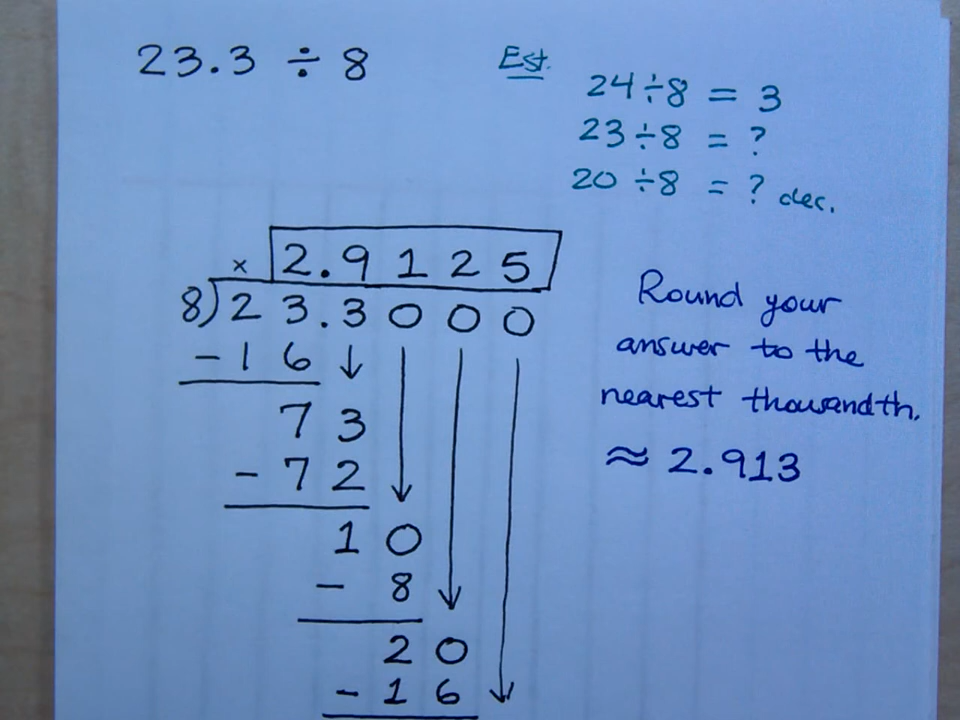 23.3 ÷ 8
Est.
24÷8 = 3
23÷8 = ?
20÷8 = ? dec.
× 2.9125
8)23.3000
-16
73
-72
10
- 8
20
-16
Round your
answer to the
nearest thousandth.
≈ 2.913